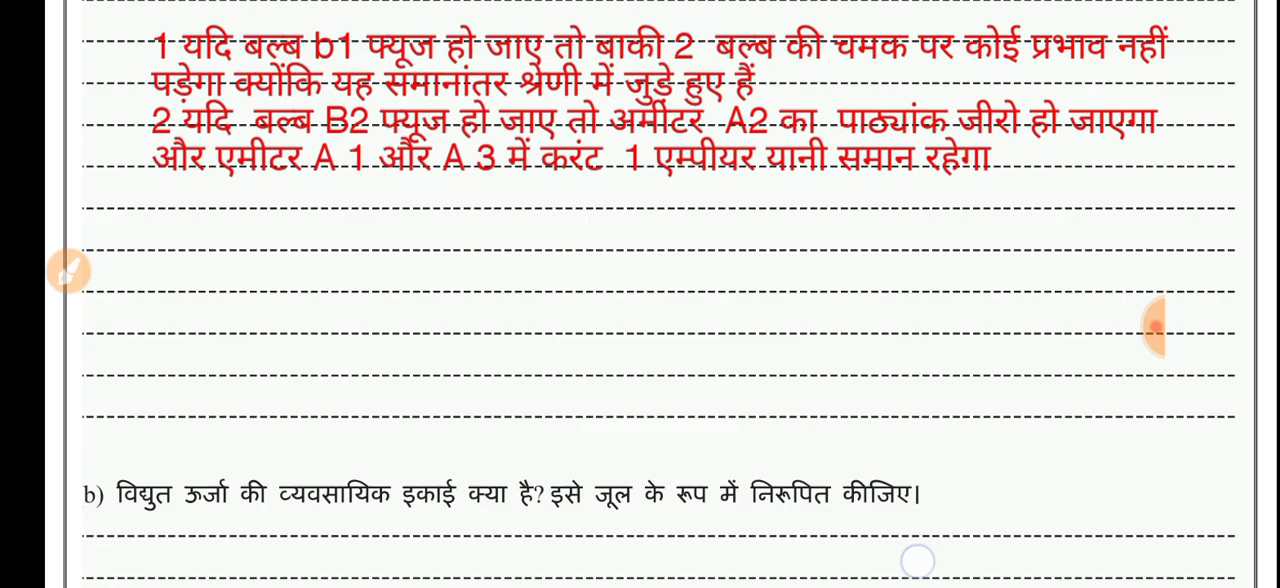 1 यदि बल्ब b1 फ्यूज हो जाए तो बाकी 2 बल्ब की चमक पर कोई प्रभाव नहीं
पड़ेगा क्योंकि यह समानांतर श्रेणी में जुड़े हुए हैं
2 यदि बल्ब B2 फ्यूज हो जाए तो अमीटर A2 का पाठ्यांक जीरो हो जाएगा
और एमीटर A 1 और A 3 में करंट 1 एम्पीयर यानी समान रहेगा
b) विद्युत ऊर्जा की व्यवसायिक इकाई क्या है? इसे जूल के रूप में निरूपित कीजिए।